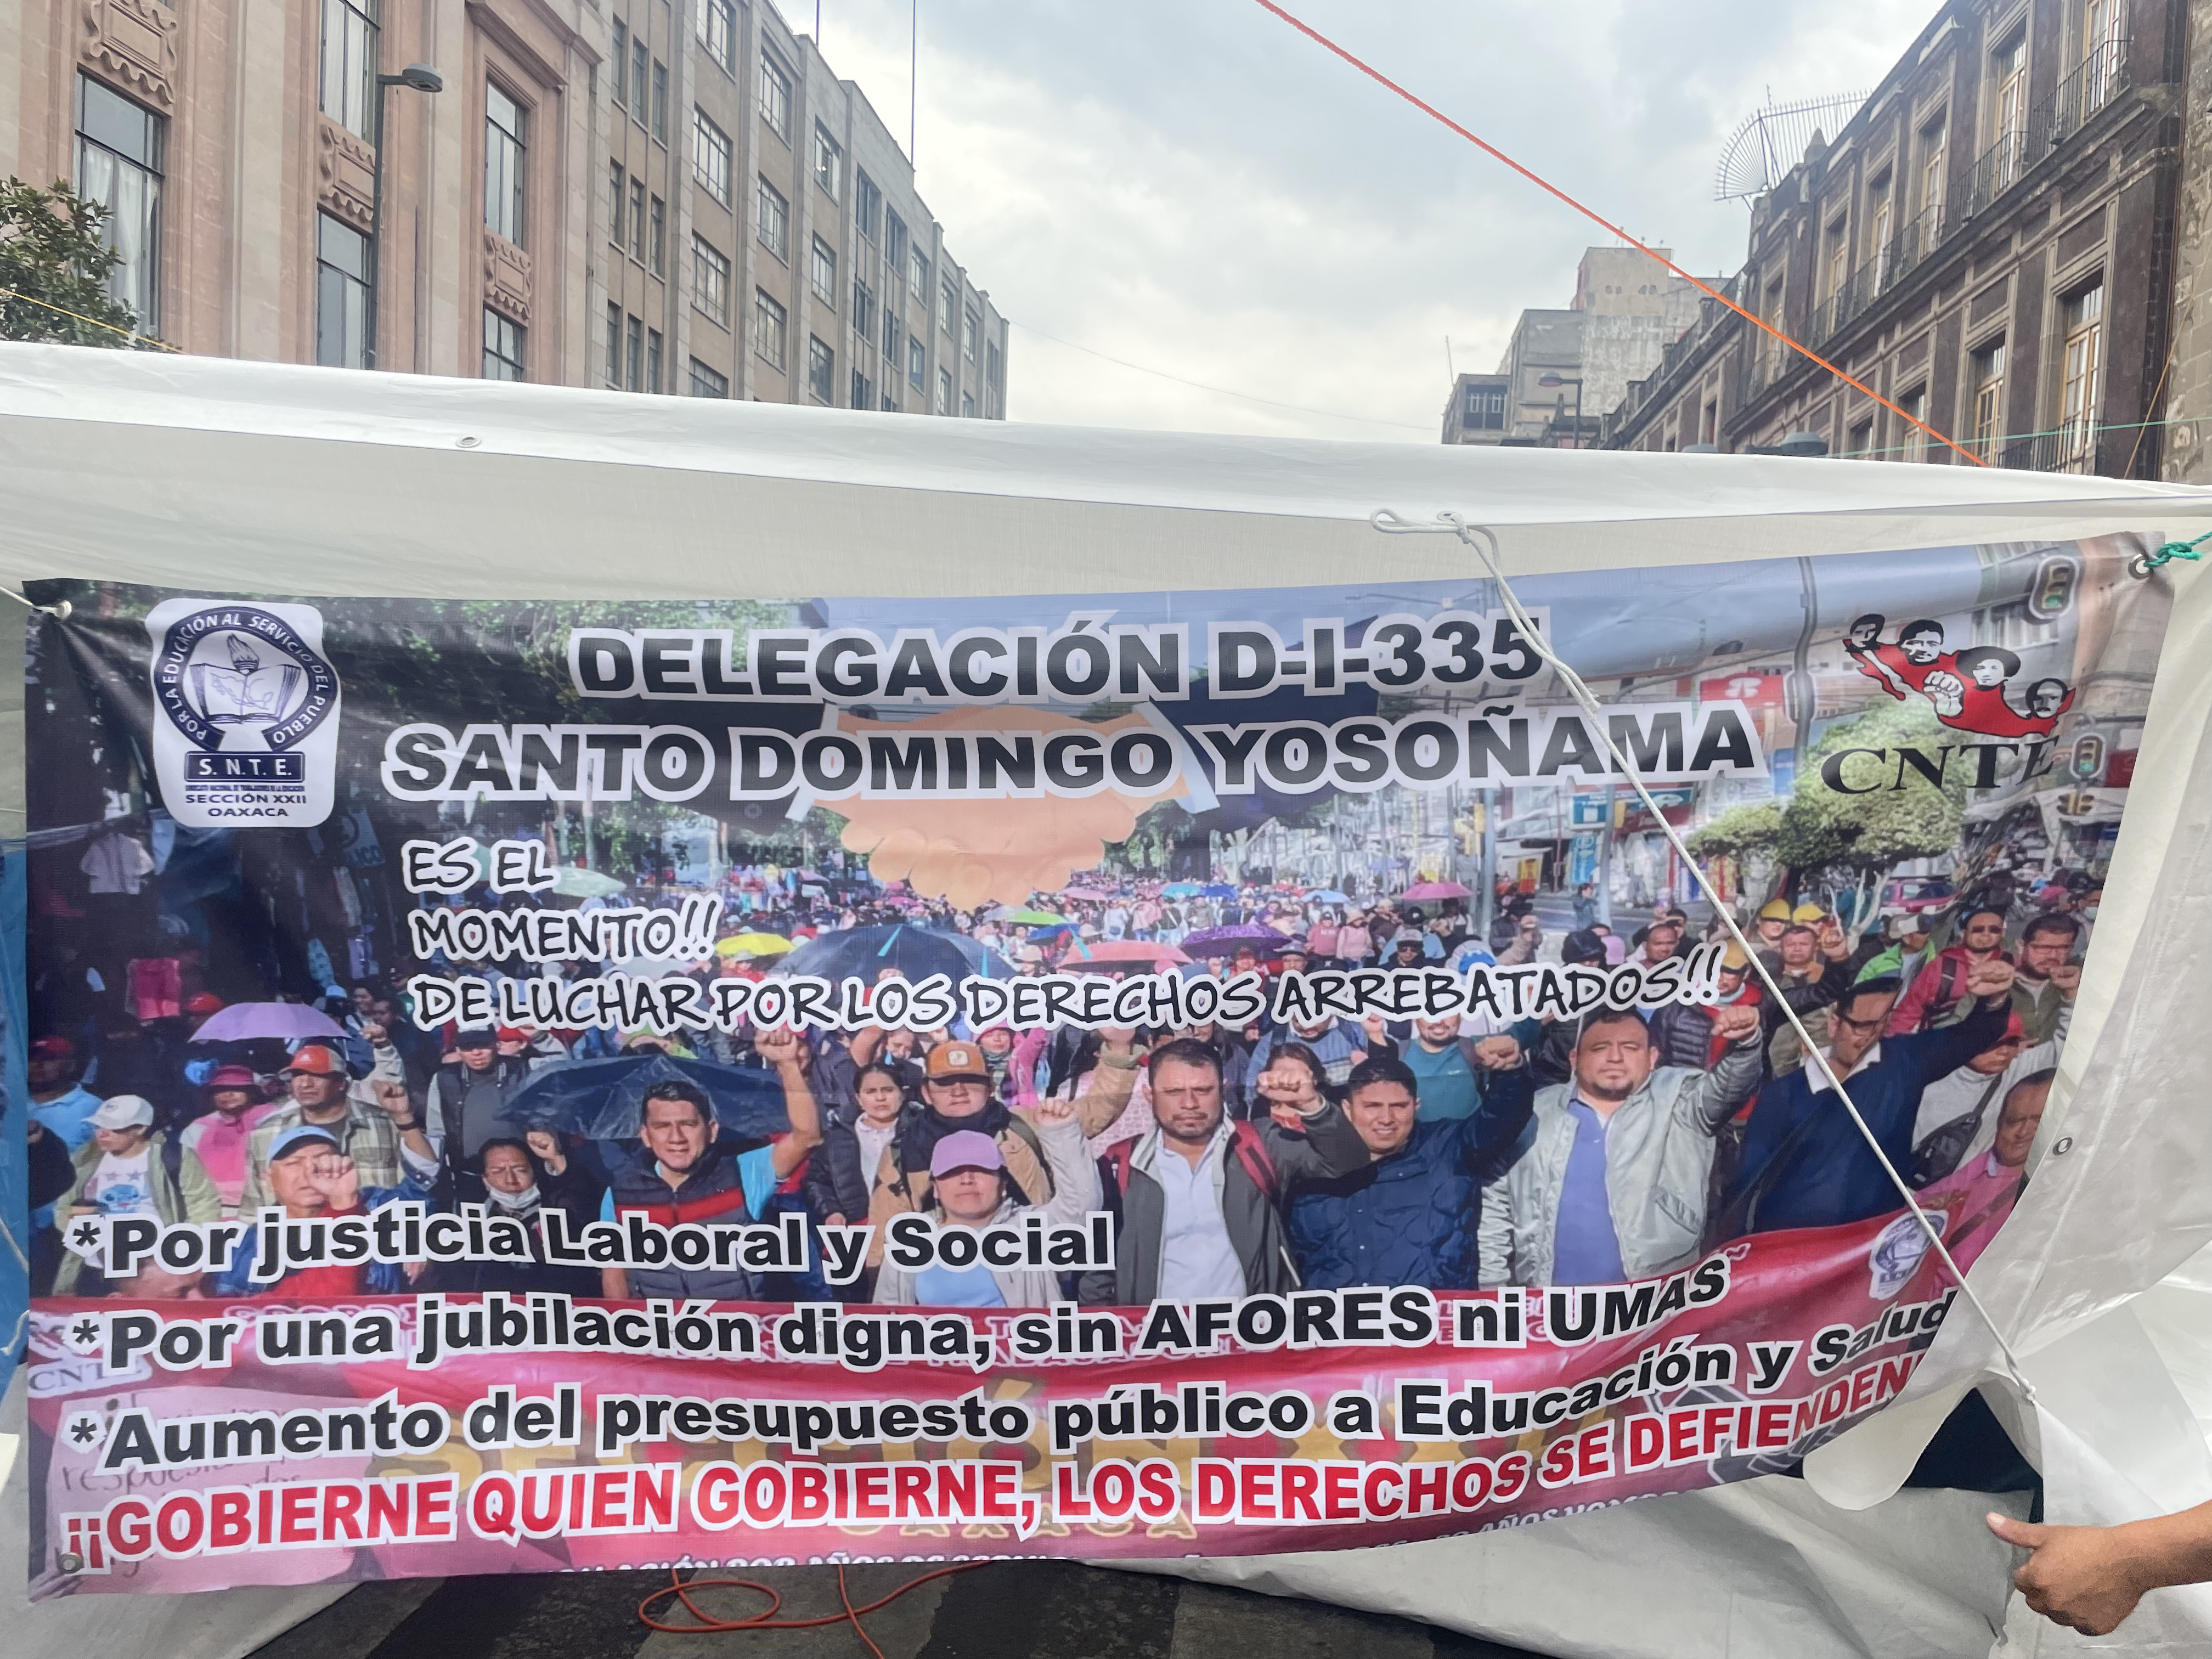 POR LA EDUCACIÓN AL SERVICIO DEL PUEBLO
S. N. T. E.
SECCIÓN XXII
OAXACA
DELEGACIÓN D-I-335
SANTO DOMINGO YOSOÑAMA
CNTE
ES EL
MOMENTO!!
DE LUCHAR POR LOS DERECHOS ARREBATADOS!!
*Por justicia Laboral y Social
*Por una jubilación digna, sin AFORES ni UMAS
*Aumento del presupuesto público a Educación y Salud
¡¡GOBIERNE QUIEN GOBIERNE, LOS DERECHOS SE DEFIENDEN